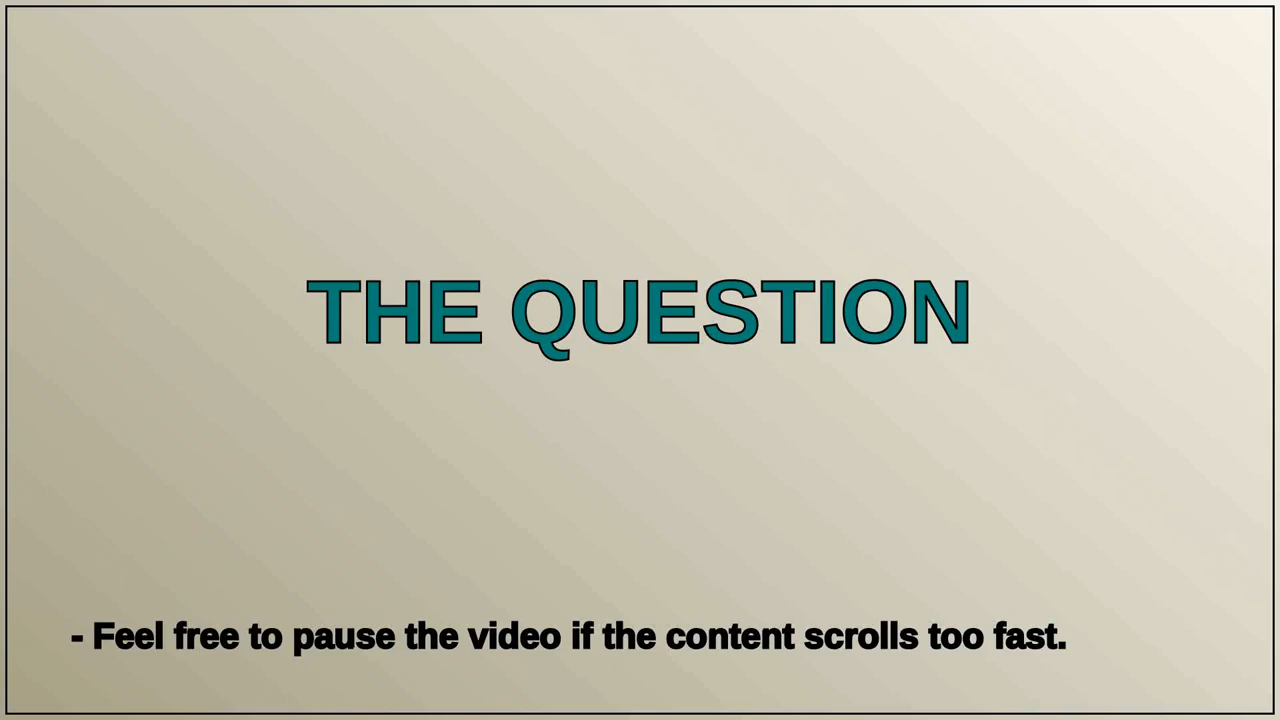 THE QUESTION
- Feel free to pause the video if the content scrolls too fast.